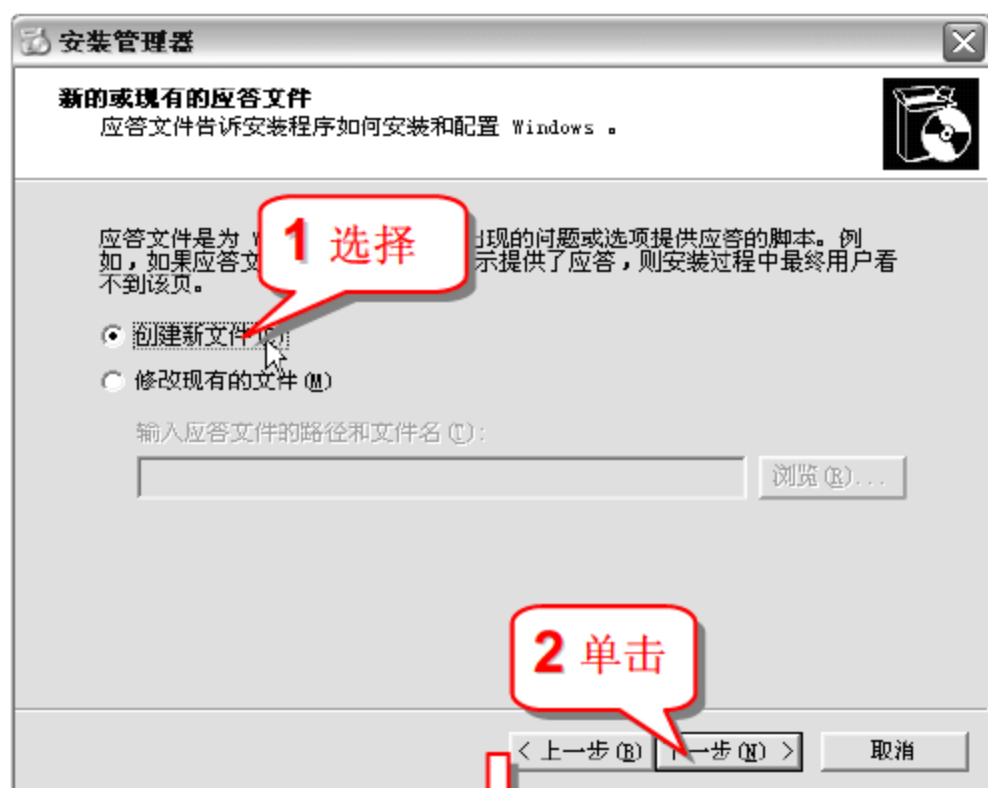 安装管理器
新的或现有的应答文件
应答文件告诉安装程序如何安装和配置 Windows 。
应答文件是为
现的问题或选项提供应答的脚本。例
如，如果应答文
示提供了应答，则安装过程中最终用户看
不到该页。
1 选择
创建新文件
修改现有的文件(M)
输入应答文件的路径和文件名(T):
浏览(R)...
2 单击
< 上一步(B)
一步(N) >
取消